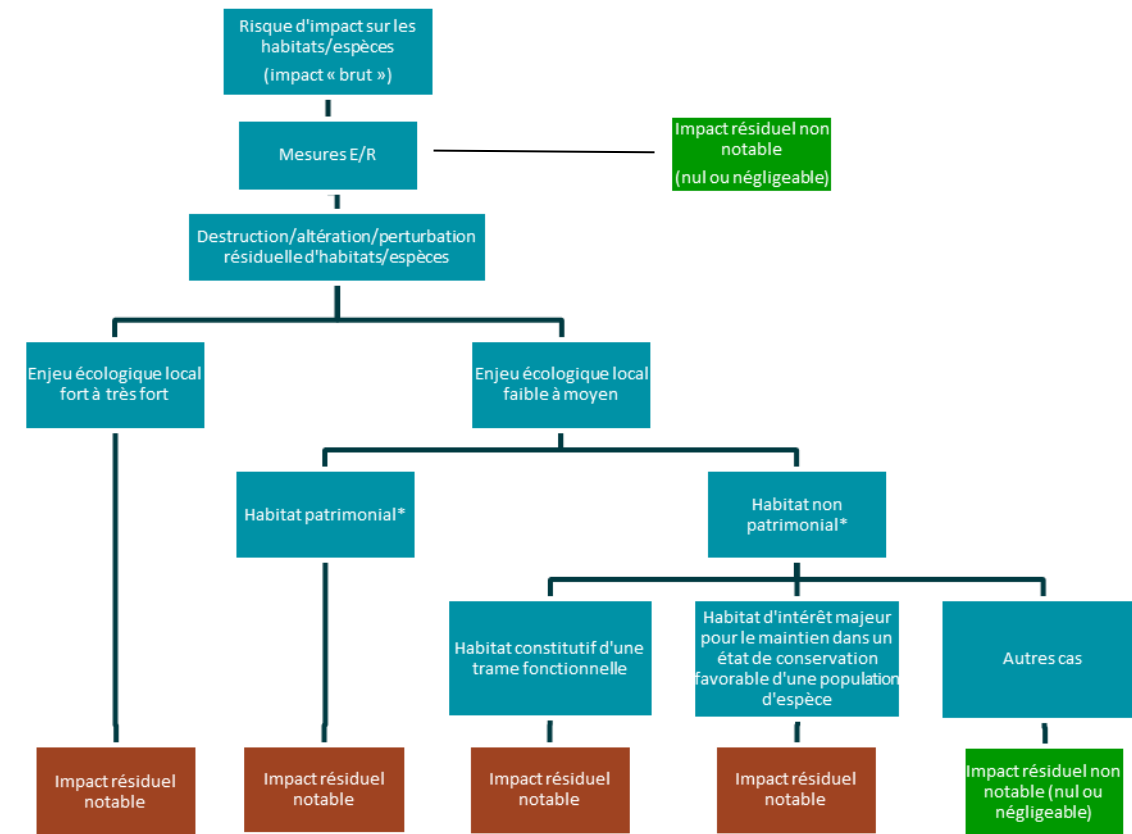 Risque d'impact sur les
habitats/espèces
(impact « brut »)
Mesures E/R
Impact résiduel non
notable
(nul ou négligeable)
Destruction/altération/perturbation
résiduelle d'habitats/espèces
Enjeu écologique local
fort à très fort
Enjeu écologique local
faible à moyen
Habitat patrimonial*
Habitat non
patrimonial*
Habitat constitutif d'une
trame fonctionnelle
Habitat d'intérêt majeur
pour le maintien dans un
état de conservation
favorable d'une population
d'espèce
Autres cas
Impact résiduel
notable
Impact résiduel
notable
Impact résiduel
notable
Impact résiduel
notable
Impact résiduel non
notable (nul ou
négligeable)